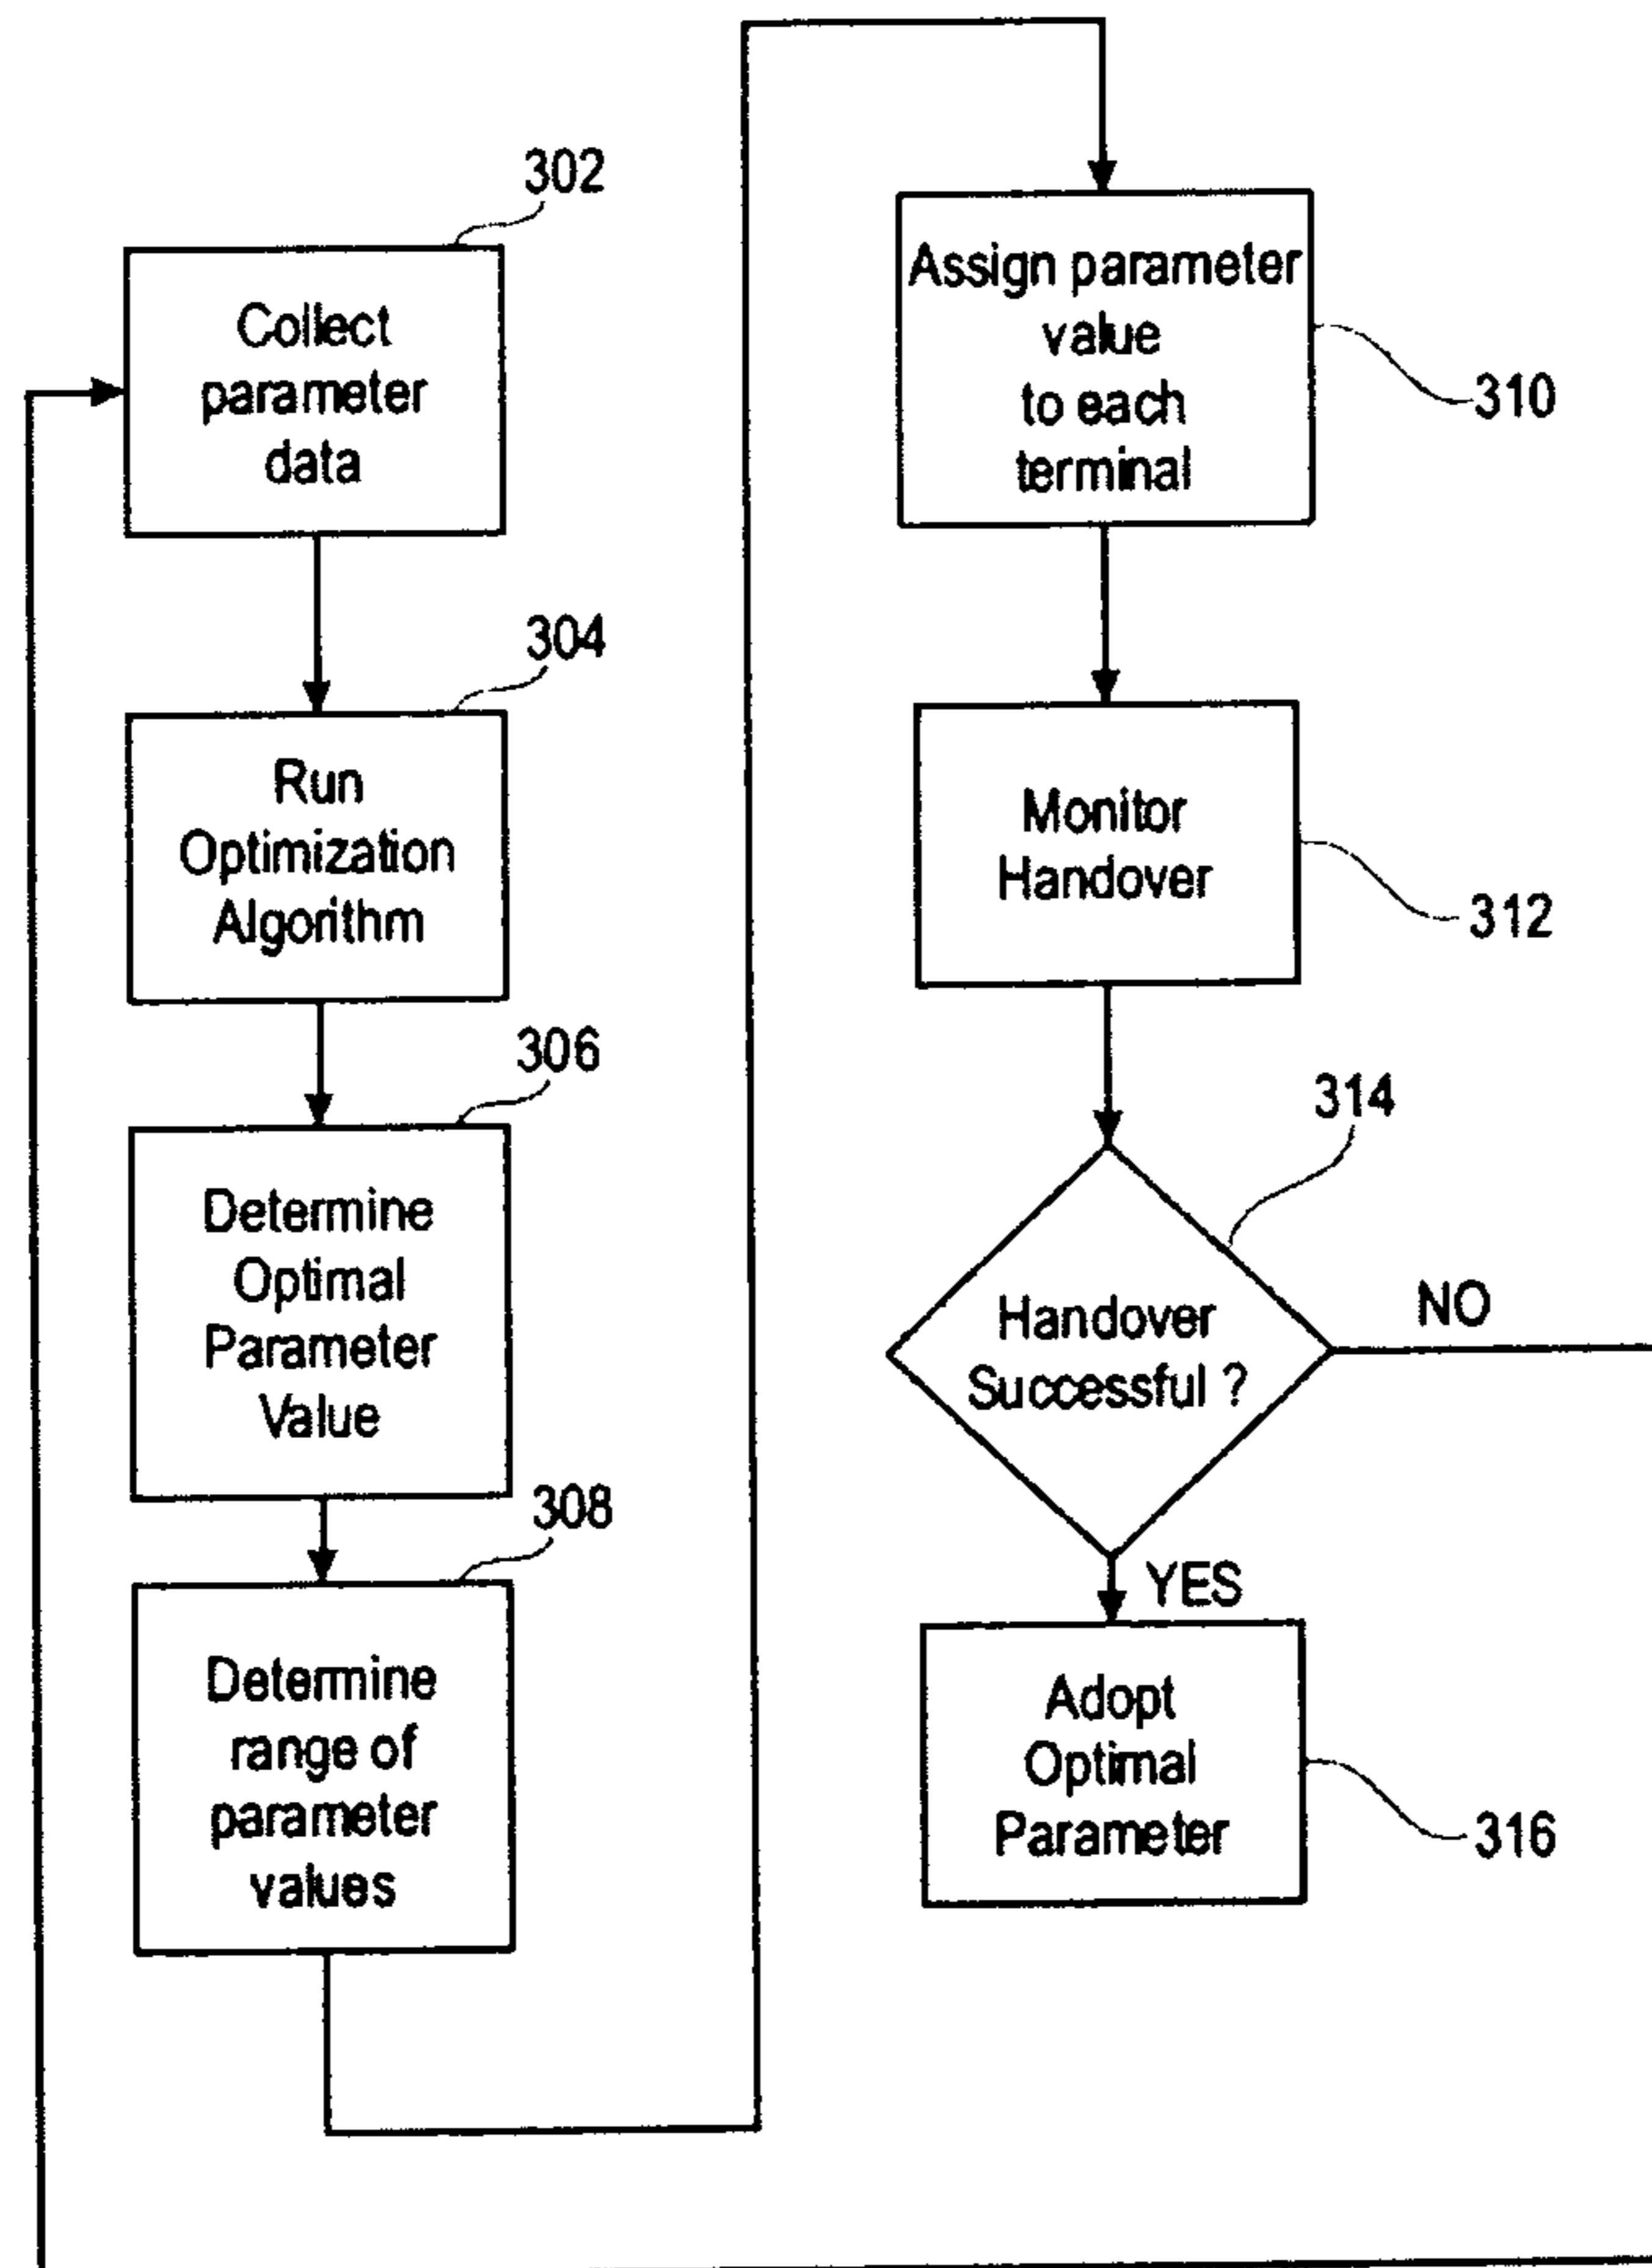 302
Collect
parameter
data
304
Run
Optimization
Algorithm
306
Determine
Optimal
Parameter
Value
308
Determine
range of
parameter
values
Assign parameter
value
to each
terminal
310
Monitor
Handover
312
314
Handover
Successful ?
NO
YES
Adopt
Optimal
Parameter
316